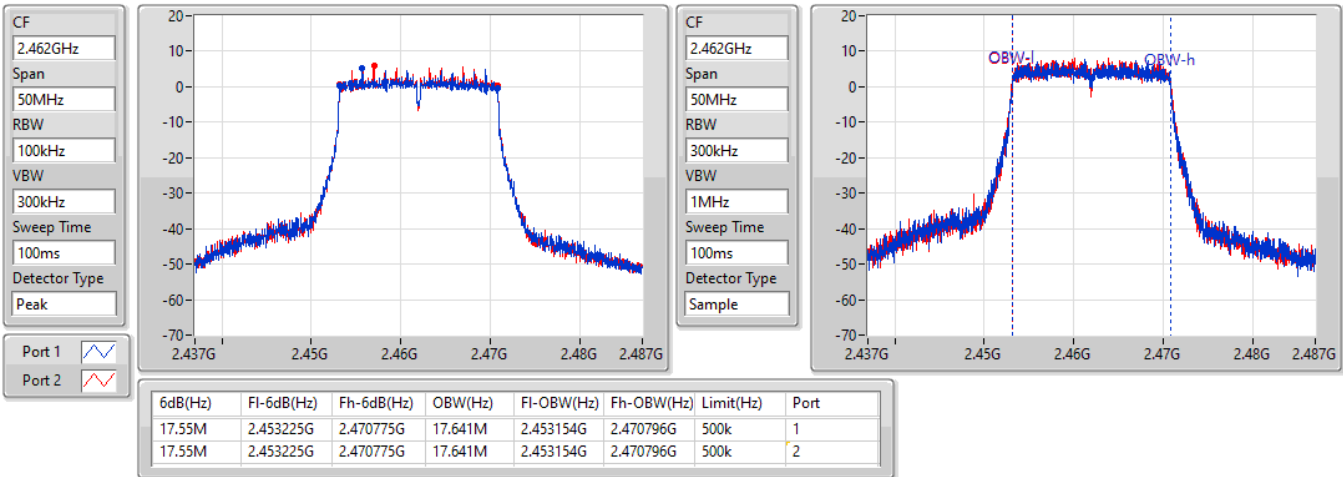 CF
2.462GHz
Span
50MHz
RBW
100kHz
VBW
300kHz
Sweep Time
100ms
Detector Type
Peak
Port 1
Port 2
20
10
0
-10
-20
-30
-40
-50
-60
-70
2.437G 2.45G 2.46G 2.47G 2.48G 2.487G
CF
2.462GHz
Span
50MHz
RBW
300kHz
VBW
1MHz
Sweep Time
100ms
Detector Type
Sample
20
10
0
-10
-20
-30
-40
-50
-60
-70
OBW-l OBW-h
2.437G 2.45G 2.46G 2.47G 2.48G 2.487G
6dB(Hz) Fl-6dB(Hz) Fh-6dB(Hz) OBW(Hz) Fl-OBW(Hz) Fh-OBW(Hz) Limit(Hz) Port
17.55M 2.453225G 2.470775G 17.641M 2.453154G 2.470796G 500k 1
17.55M 2.453225G 2.470775G 17.641M 2.453154G 2.470796G 500k 2